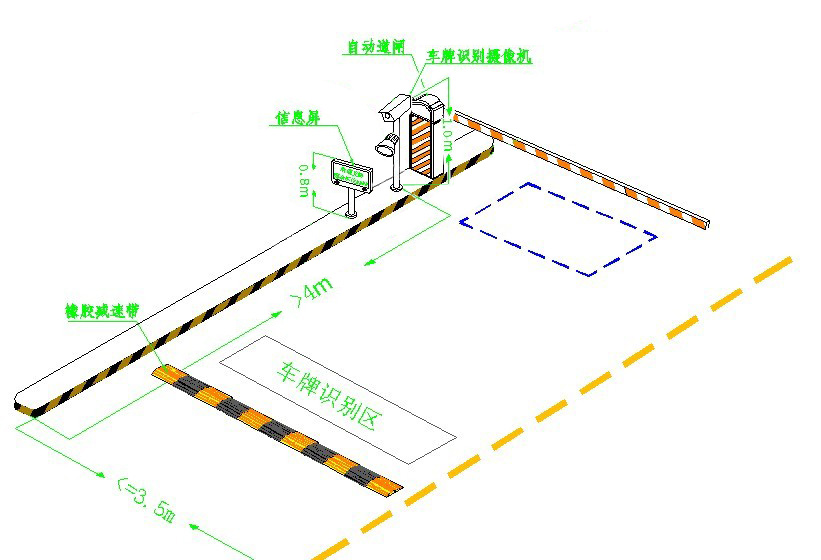 自动道闸
车牌识别摄像机
信息屏
1.0m
0.8m
>4m
橡胶减速带
车牌识别区
<=3.5m